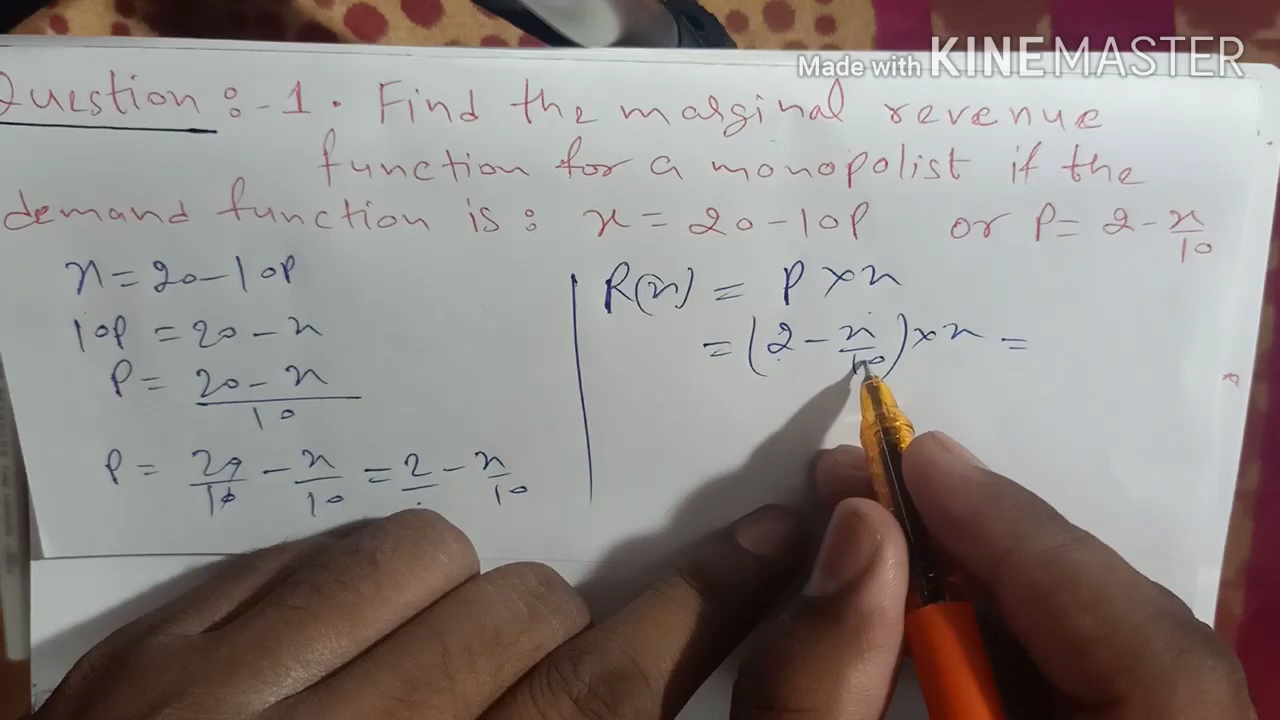 Made with KINEMASTER
Question :- 1. Find the marginal revenue
function for a monopolist if the
demand function is: x = 20 - 10P or P = 2 - x/10
x = 20 - 10P
10P = 20 - x
P = 20 - x / 10
P = 20/10 - x/10 = 2 - x/10
R(x) = P × x
= (2 - x/10) × x =